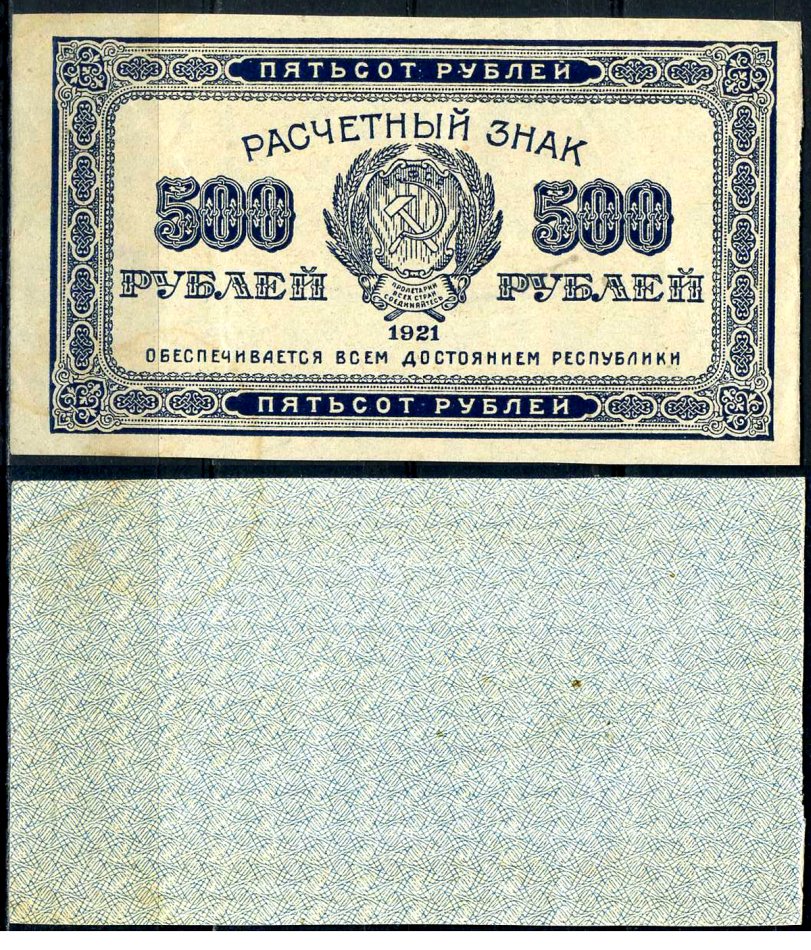 ПЯТЬСОТ РУБЛЕЙ
РАСЧЕТНЫЙ ЗНАК
500 500
РУБЛЕЙ РУБЛЕЙ
ПРОЛЕТАРИИ
ВСЕХ СТРАН
СОЕДИНЯЙТЕСЬ
1921
ОБЕСПЕЧИВАЕТСЯ ВСЕМ ДОСТОЯНИЕМ РЕСПУБЛИКИ
ПЯТЬСОТ РУБЛЕЙ